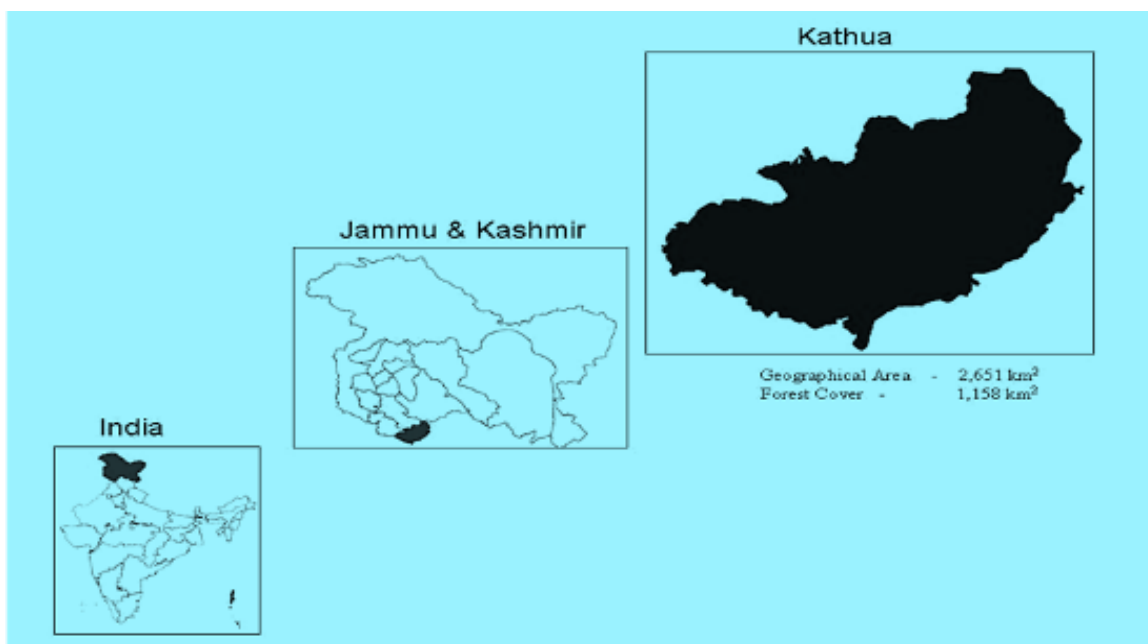 Kathua
Jammu & Kashmir
Geographical Area - 2,651 km²
Forest Cover - 1,158 km²
India